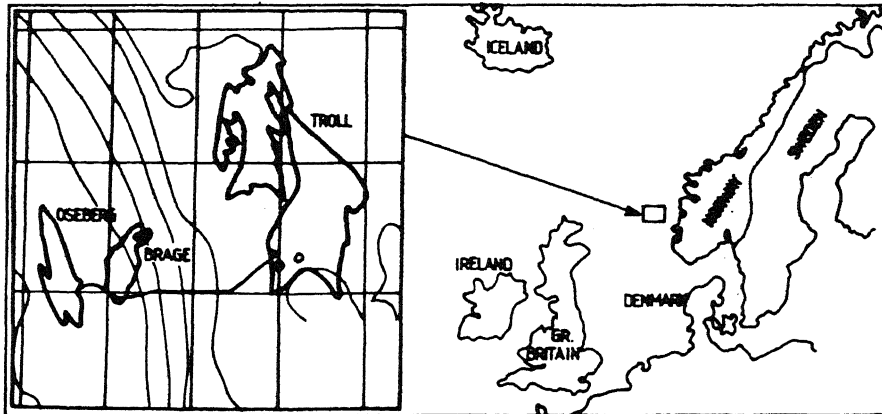 ICELAND
TROLL
SWEDEN
NORWAY
OSEBERG
BRAGE
IRELAND
DENMARK
GR.
BRITAIN